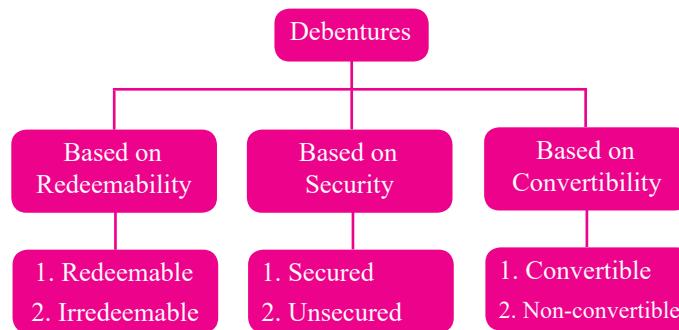 Debentures
Based on
Redeemability
Based on
Security
Based on
Convertibility
1. Redeemable
2. Irredeemable
1. Secured
2. Unsecured
1. Convertible
2. Non-convertible